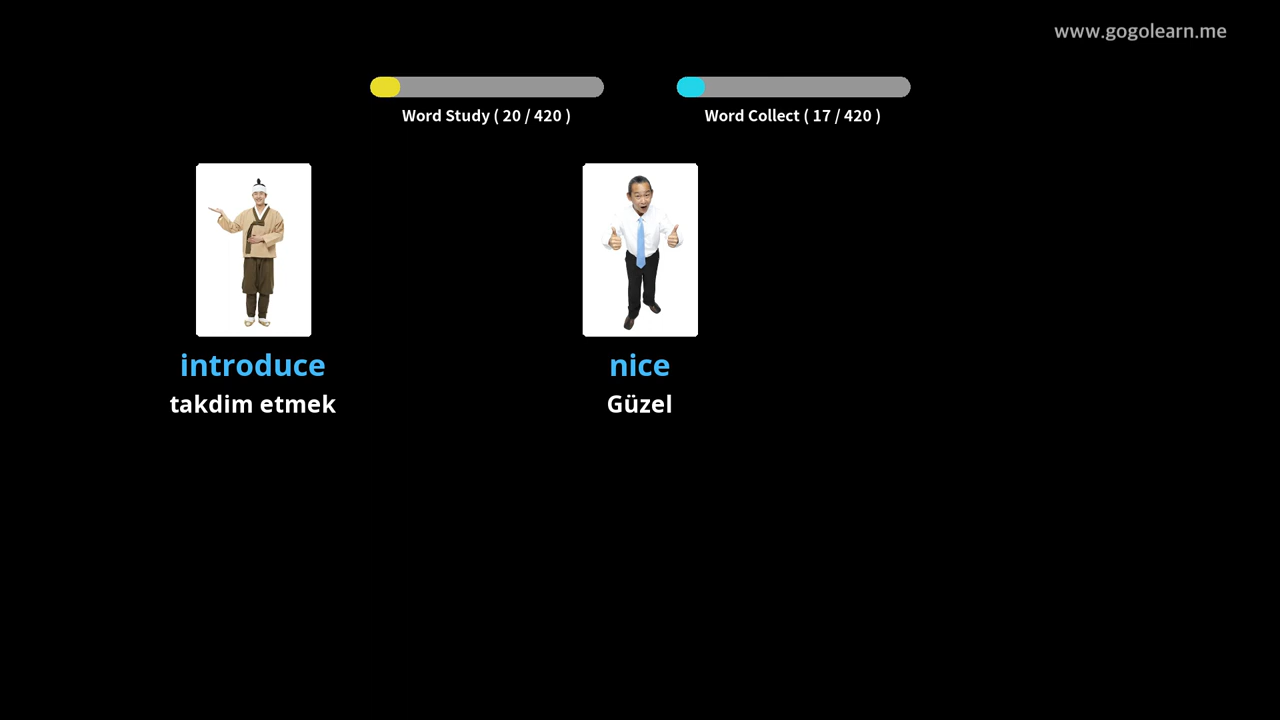 www.gogolearn.me
Word Study ( 20 / 420 )
Word Collect ( 17 / 420 )
introduce
takdim etmek
nice
Güzel